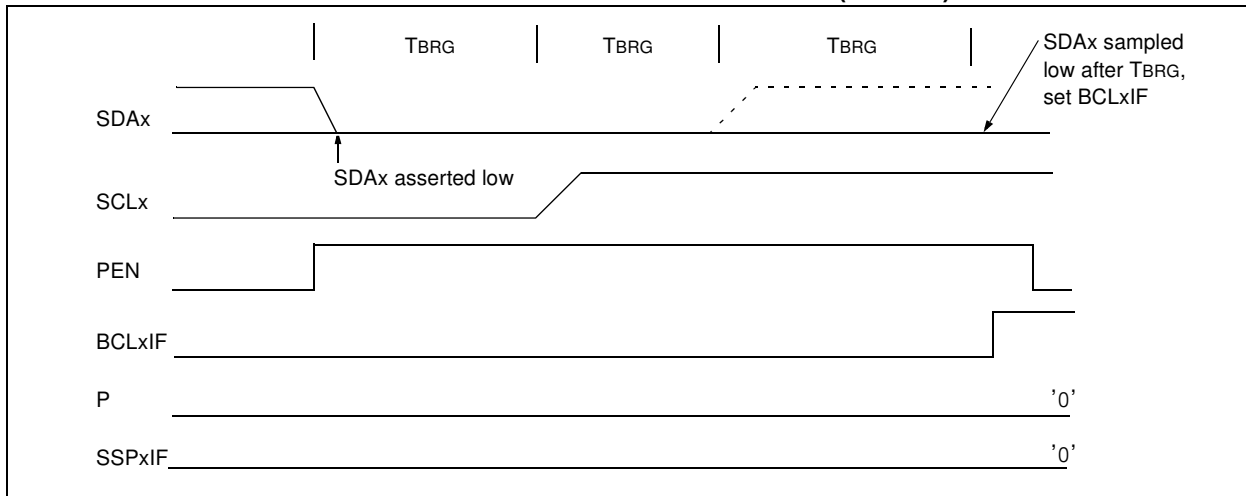 TBRG TBRG TBRG
SDAx sampled
low after TBRG,
set BCLxIF
SDAx
SDAx asserted low
SCLx
PEN
BCLxIF
P '0'
SSPxIF '0'